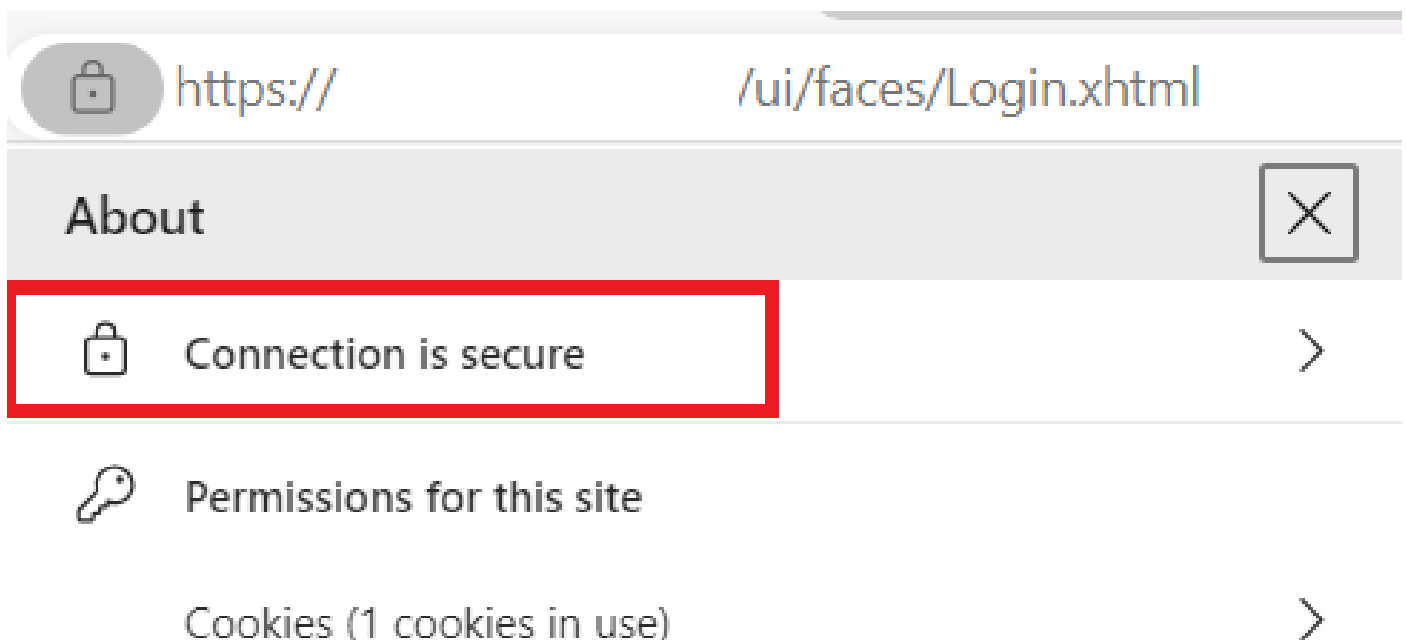 https:// /ui/faces/Login.xhtml
About
Connection is secure
Permissions for this site
Cookies (1 cookies in use)